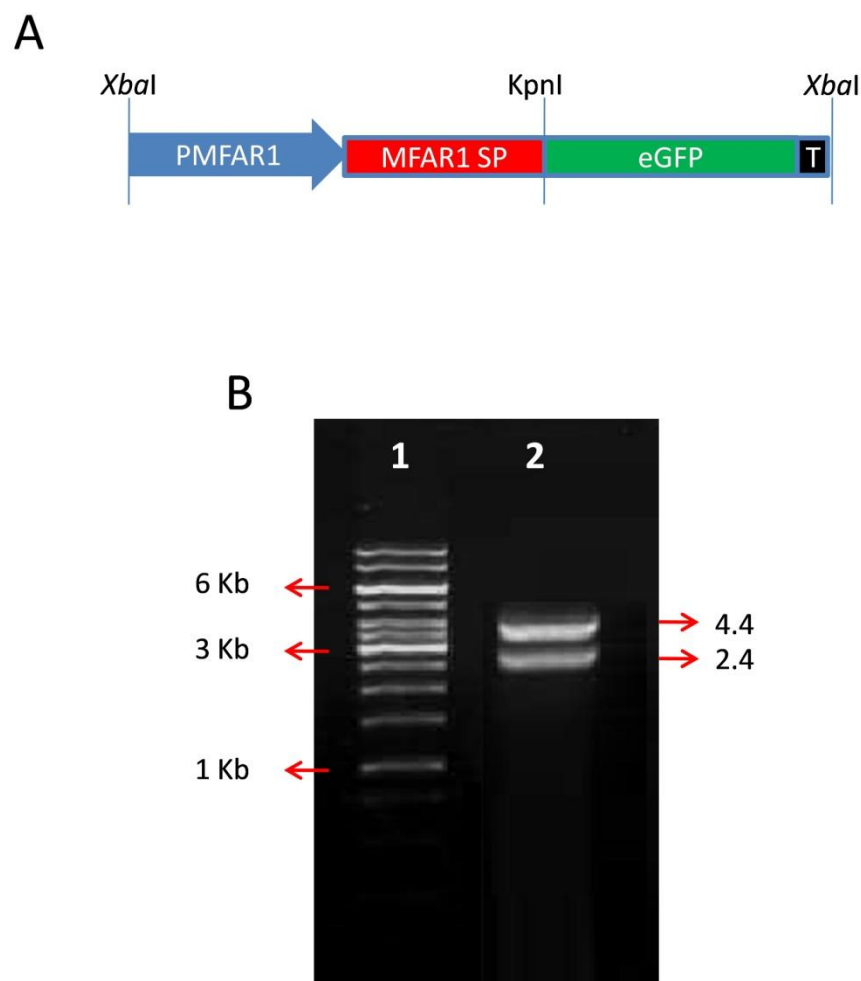 A
XbaI KpnI XbaI
PMFAR1 MFAR1 SP eGFP T
B
1 2
6 Kb
4.4
3 Kb
2.4
1 Kb